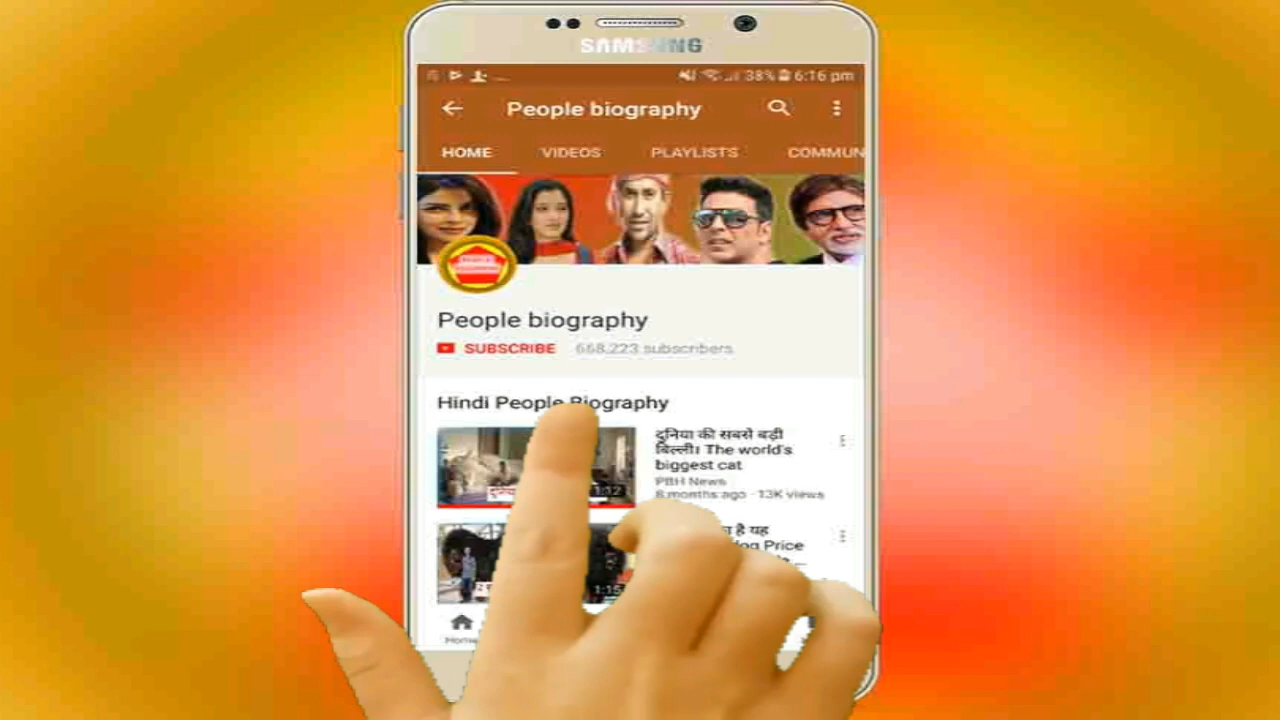 SAMSUNG
38% 6:16 pm
People biography
HOME VIDEOS PLAYLISTS COMMUN
People biography
SUBSCRIBE 668,223 subscribers
Hindi People Biography
दुनिया की सबसे बड़ी
बिल्ली। The world's
biggest cat
PBH News
8 months ago · 13K views
1:12
है यह
Price
1:15
Home